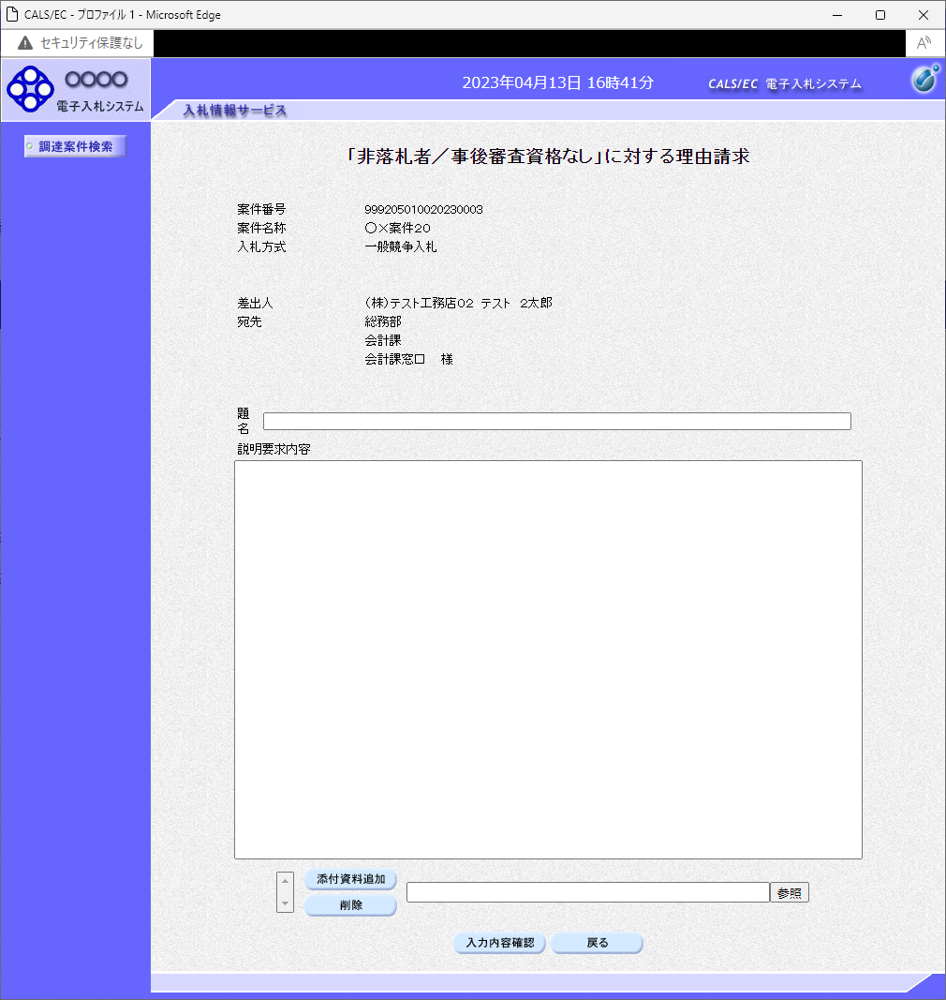 CALS/EC - プロファイル 1 - Microsoft Edge
セキュリティ保護なし
〇〇〇〇
電子入札システム
2023年04月13日 16時41分
CALS/EC 電子入札システム
入札情報サービス
調達案件検索
「非落札者／事後審査資格なし」に対する理由請求
案件番号 999205010020230003
案件名称 〇×案件２０
入札方式 一般競争入札
差出人 （株）テスト工務店０２ テスト ２太郎
宛先 総務部
会計課
会計課窓口 様
題名
説明要求内容
添付資料追加
削除
参照
入力内容確認 戻る